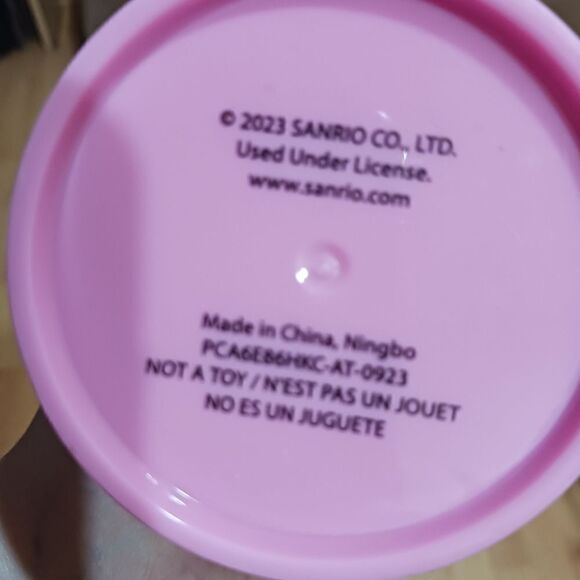 © 2023 SANRIO CO., LTD.
Used Under License.
www.sanrio.com
Made in China, Ningbo
PCA6E86HKC-AT-0923
NOT A TOY / N'EST PAS UN JOUET
NO ES UN JUGUETE